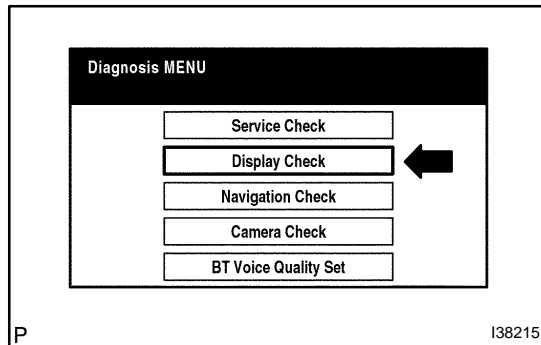 Diagnosis MENU
Service Check
Display Check
Navigation Check
Camera Check
BT Voice Quality Set
P
I38215